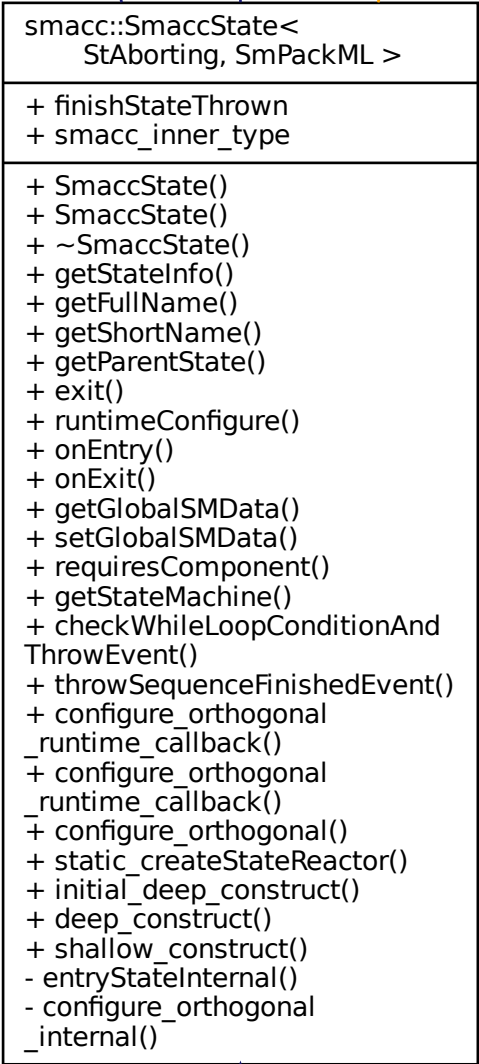 smacc::SmaccState<
StAborting, SmPackML >
+ finishStateThrown
+ smacc_inner_type
+ SmaccState()
+ SmaccState()
+ ~SmaccState()
+ getStateInfo()
+ getFullName()
+ getShortName()
+ getParentState()
+ exit()
+ runtimeConfigure()
+ onEntry()
+ onExit()
+ getGlobalSMData()
+ setGlobalSMData()
+ requiresComponent()
+ getStateMachine()
+ checkWhileLoopConditionAnd
ThrowEvent()
+ throwSequenceFinishedEvent()
+ configure_orthogonal
_runtime_callback()
+ configure_orthogonal
_runtime_callback()
+ configure_orthogonal()
+ static_createStateReactor()
+ initial_deep_construct()
+ deep_construct()
+ shallow_construct()
- entryStateInternal()
- configure_orthogonal
_internal()